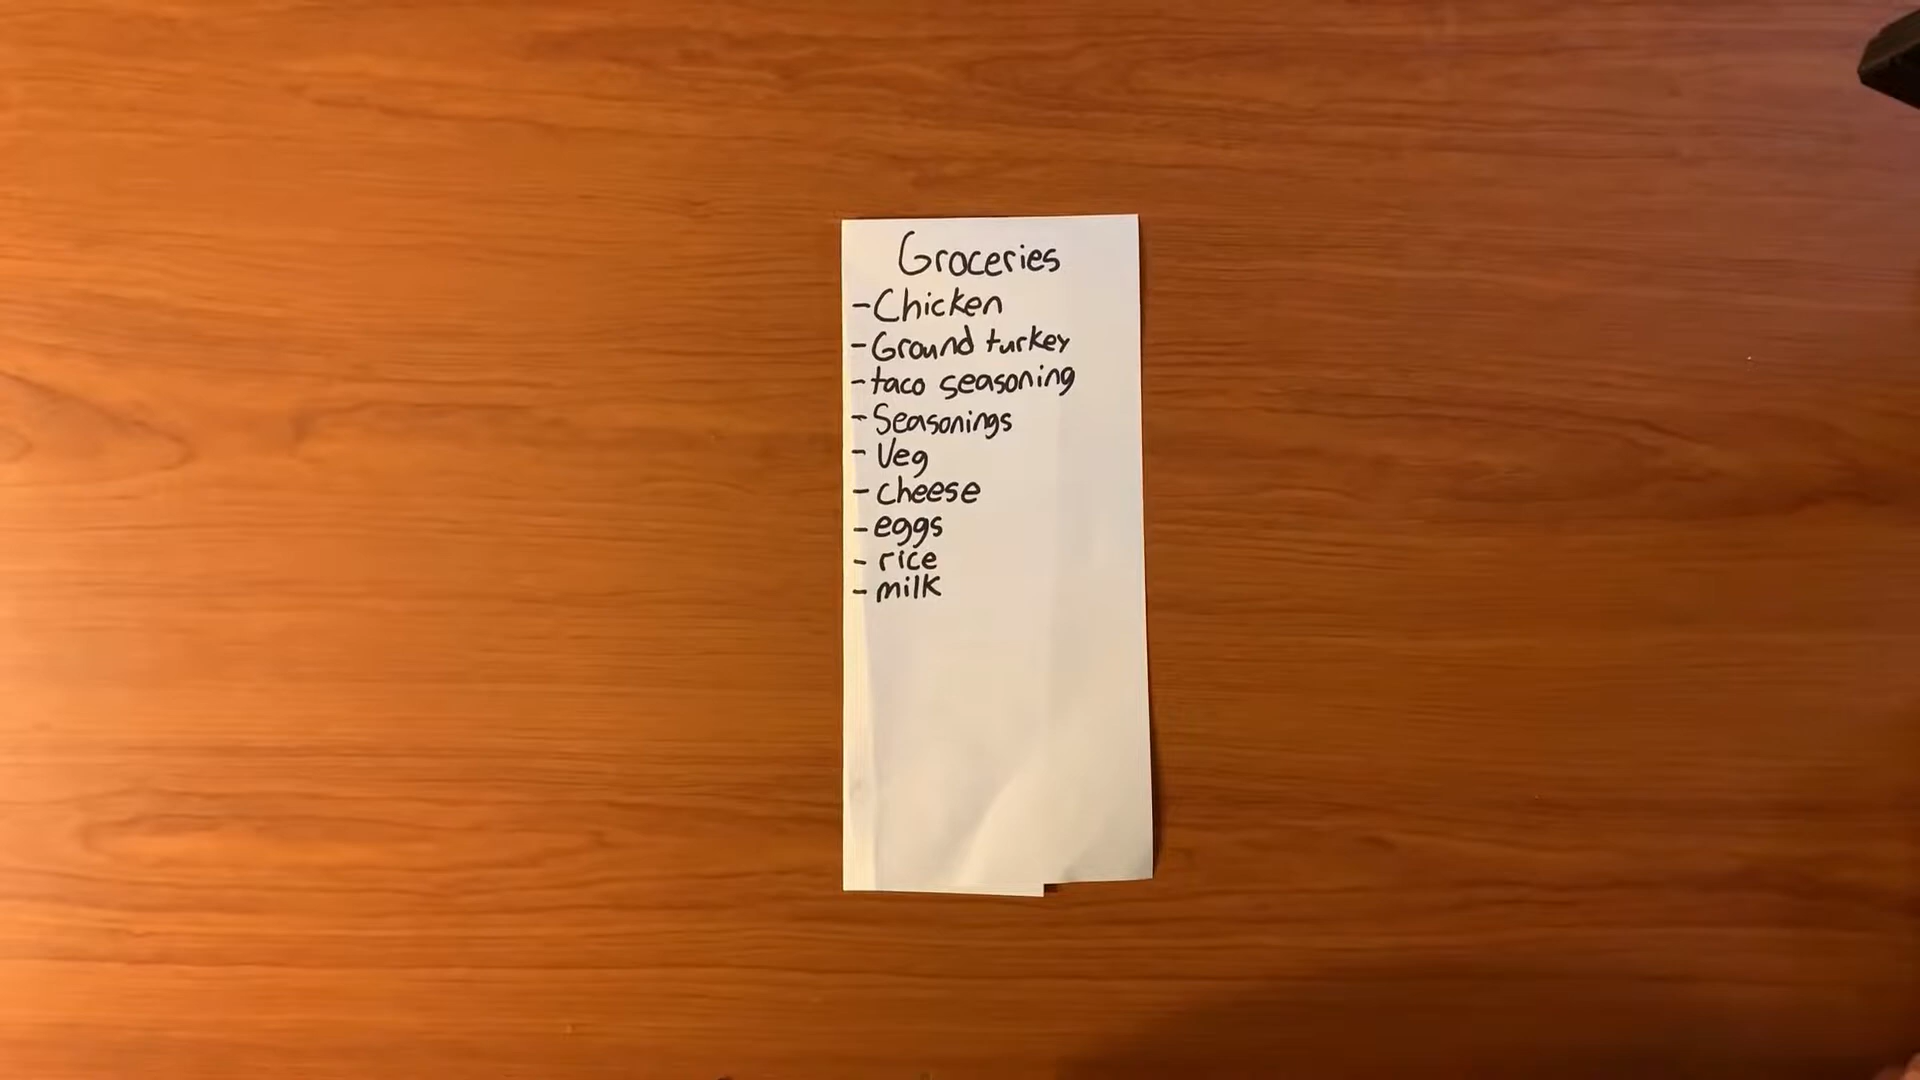 Groceries
- Chicken
- Ground turkey
- taco seasoning
- Seasonings
- Veg
- cheese
- eggs
- rice
- milk